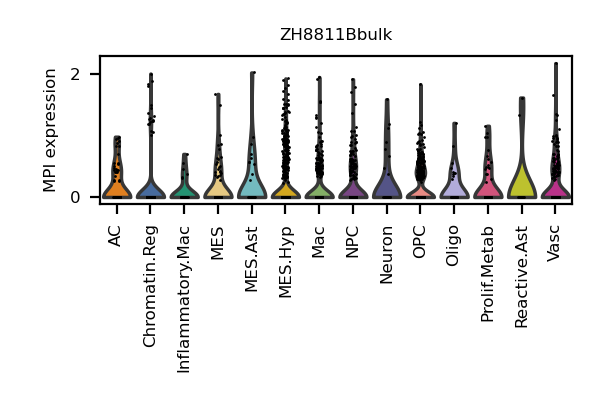 ZH8811Bbulk
MPI expression
2
0
AC
Chromatin.Reg
Inflammatory.Mac
MES
MES.Ast
MES.Hyp
Mac
NPC
Neuron
OPC
Oligo
Prolif.Metab
Reactive.Ast
Vasc